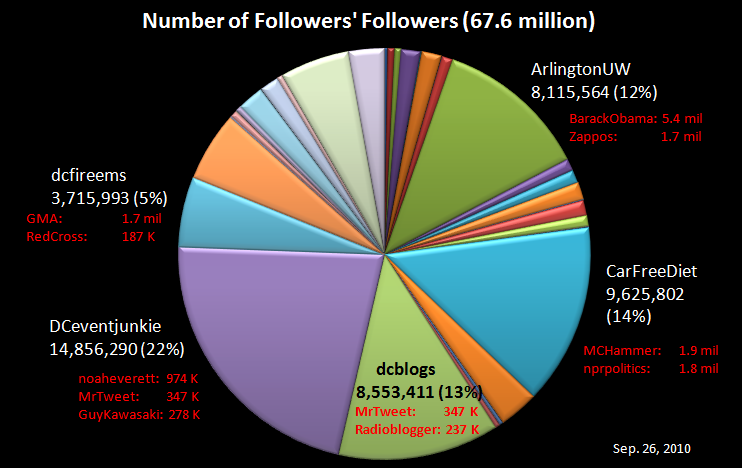 Number of Followers' Followers (67.6 million)
ArlingtonUW
8,115,564 (12%)
BarackObama: 5.4 mil
Zappos: 1.7 mil
dcfireems
3,715,993 (5%)
GMA: 1.7 mil
RedCross: 187 K
CarFreeDiet
9,625,802
(14%)
MCHammer: 1.9 mil
nprpolitics: 1.8 mil
DCeventjunkie
14,856,290 (22%)
noaheverett: 974 K
MrTweet: 347 K
GuyKawasaki: 278 K
dcblogs
8,553,411 (13%)
MrTweet: 347 K
Radioblogger: 237 K
Sep. 26, 2010